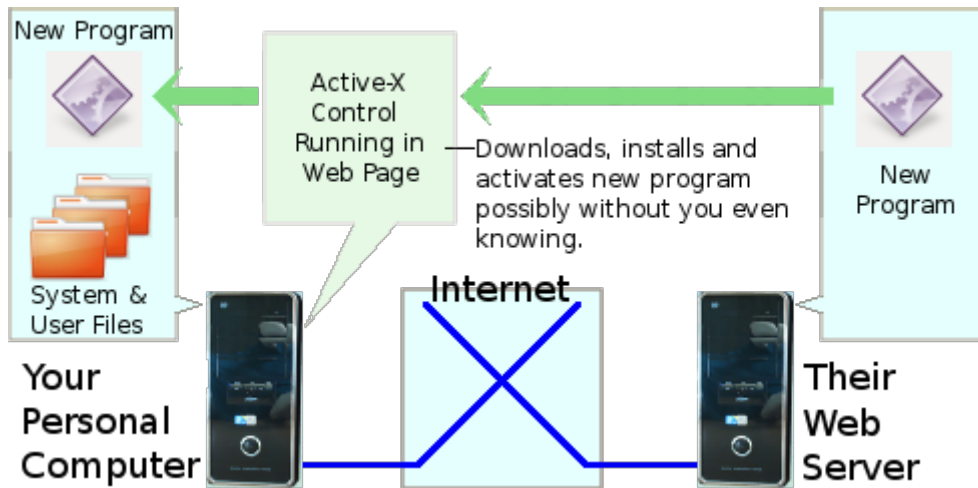 New Program
System &
User Files
Active-X
Control
Running in
Web Page
Downloads, installs and
activates new program
possibly without you even
knowing.
New
Program
Internet
Your
Personal
Computer
Their
Web
Server